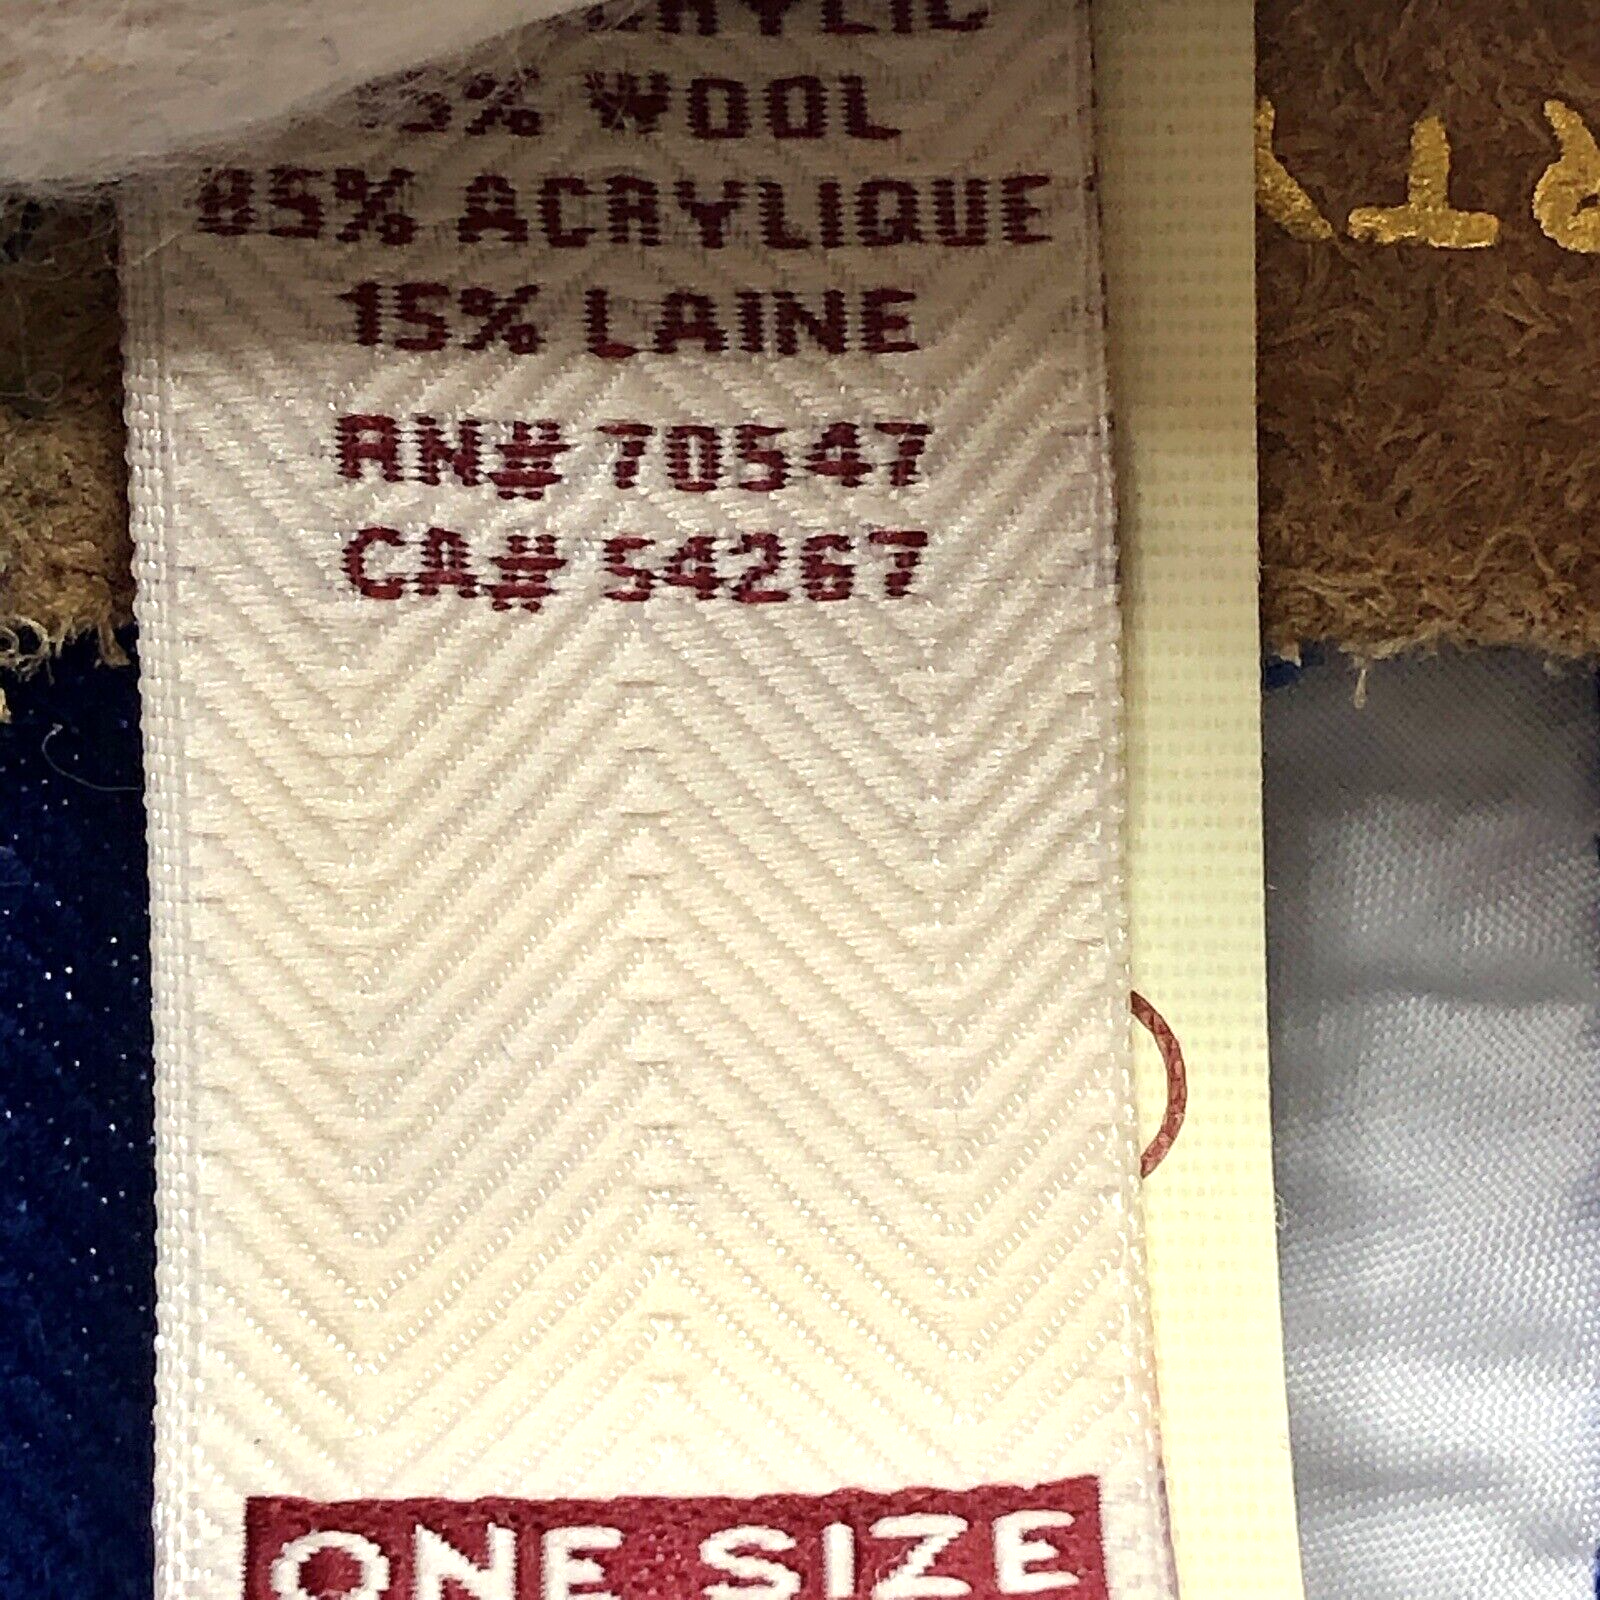 WOOL
85% ACRYLIQUE
15% LAINE
RN# 70547
CA# 54267
ONE SIZE